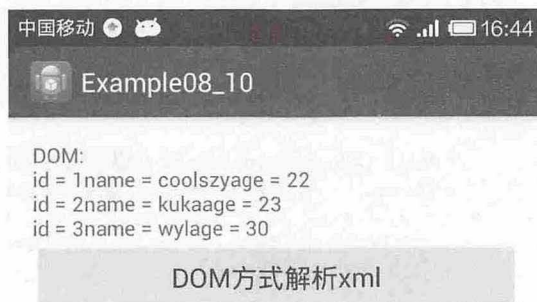 中国移动 16:44
Example08_10
DOM:
id = 1name = coolszyage = 22
id = 2name = kukaage = 23
id = 3name = wylage = 30
DOM方式解析xml